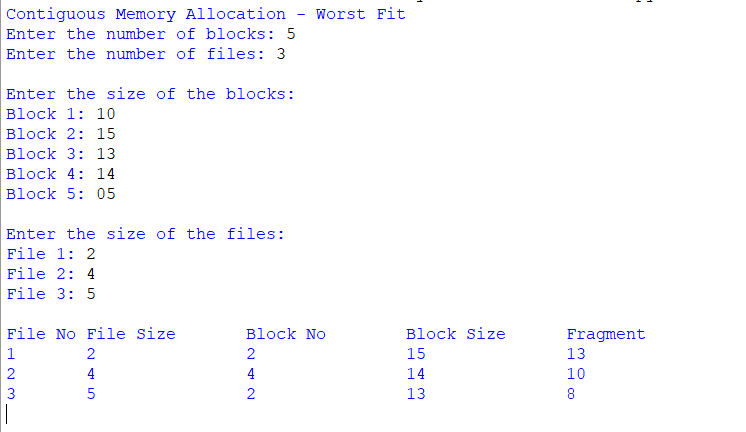 Contiguous Memory Allocation - Worst Fit
Enter the number of blocks: 5
Enter the number of files: 3
Enter the size of the blocks:
Block 1: 10
Block 2: 15
Block 3: 13
Block 4: 14
Block 5: 05
Enter the size of the files:
File 1: 2
File 2: 4
File 3: 5
File No File Size Block No Block Size Fragment
1 2 2 15 13
2 4 4 14 10
3 5 2 13 8